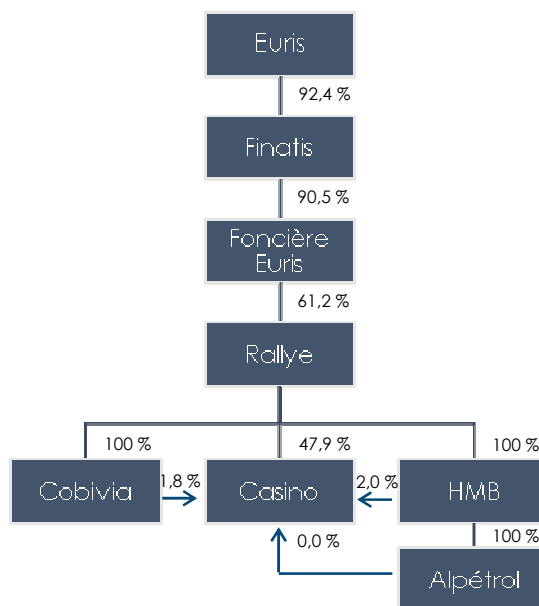 Euris
92,4 %
Finatis
90,5 %
Foncière
Euris
61,2 %
Rallye
100 %
47,9 %
100 %
Cobivia
1,8 %
Casino
2,0 %
HMB
0,0 %
100 %
Alpétrol